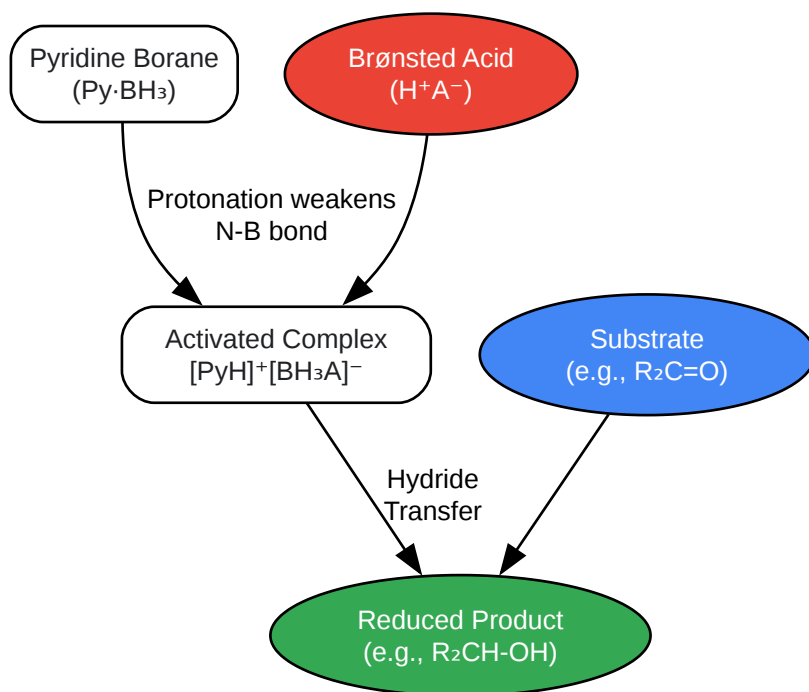 Pyridine Borane
(Py·BH₃)
Brønsted Acid
(H⁺A⁻)
Protonation weakens
N-B bond
Activated Complex
[PyH]⁺[BH₃A]⁻
Substrate
(e.g., R₂C=O)
Hydride
Transfer
Reduced Product
(e.g., R₂CH-OH)